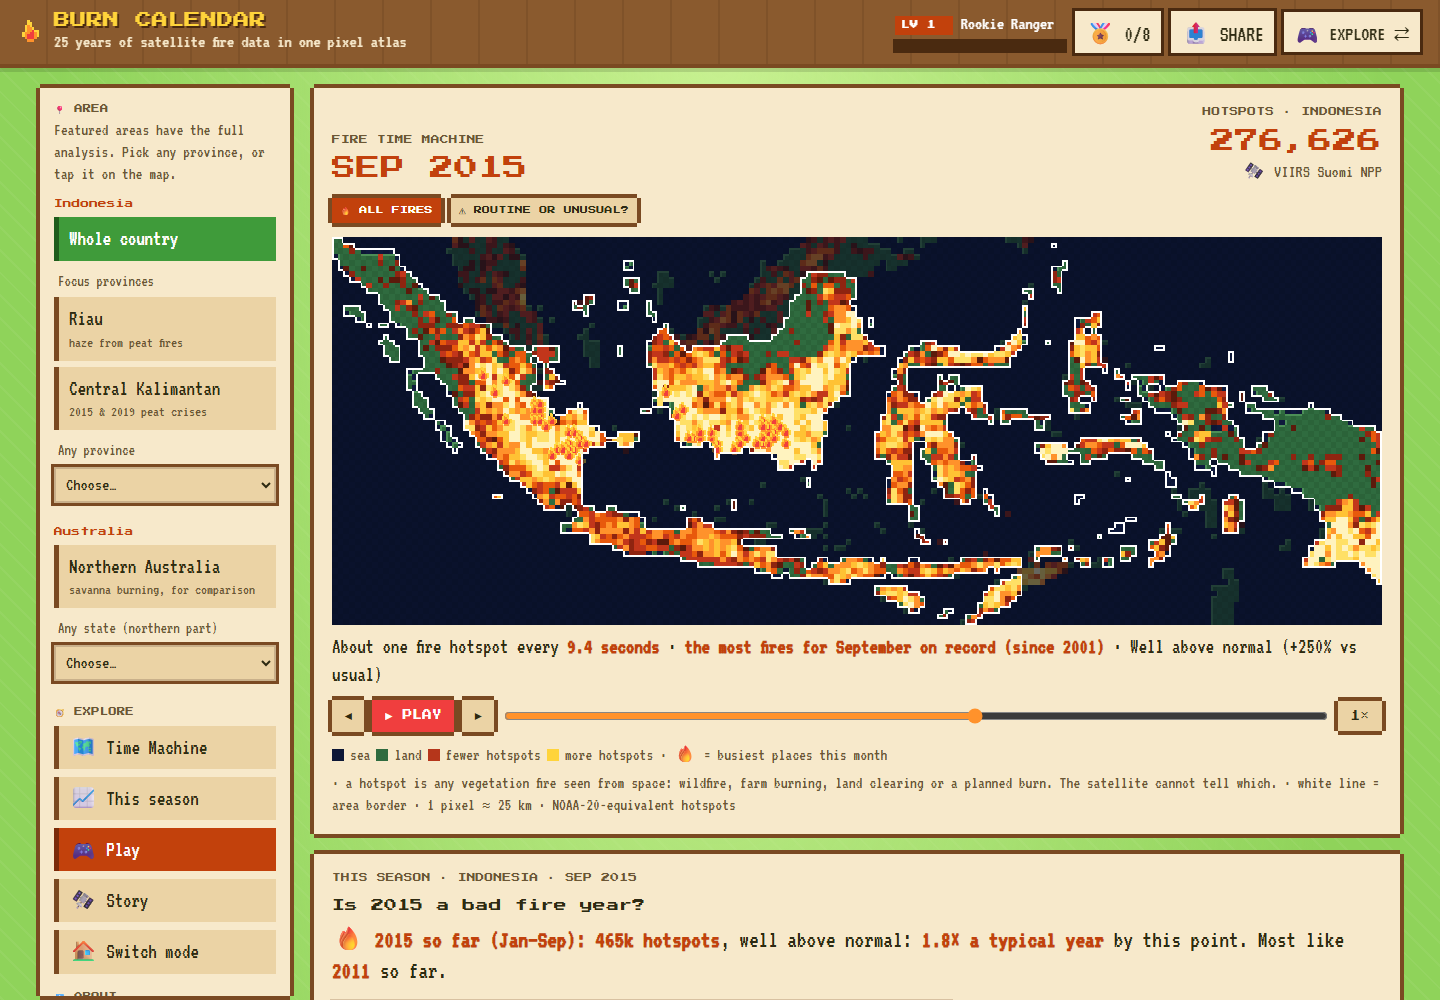 BURN CALENDAR
25 years of satellite fire data in one pixel atlas
LV 1 Rookie Ranger
0/8
SHARE
EXPLORE ⇄
AREA
Featured areas have the full
analysis. Pick any province, or
tap it on the map.
Indonesia
Whole country
Focus provinces
Riau
haze from peat fires
Central Kalimantan
2015 & 2019 peat crises
Any province
Choose…
Australia
Northern Australia
savanna burning, for comparison
Any state (northern part)
Choose…
EXPLORE
Time Machine
This season
Play
Story
Switch mode
ABOUT
FIRE TIME MACHINE
SEP 2015
HOTSPOTS · INDONESIA
276,626
VIIRS Suomi NPP
ALL FIRES
⚠ ROUTINE OR UNUSUAL?
About one fire hotspot every 9.4 seconds · the most fires for September on record (since 2001) · Well above normal (+250% vs
usual)
◄ ► PLAY ► 1×
sea land fewer hotspots more hotspots · = busiest places this month
· a hotspot is any vegetation fire seen from space: wildfire, farm burning, land clearing or a planned burn. The satellite cannot tell which. · white line =
area border · 1 pixel ≈ 25 km · NOAA-20-equivalent hotspots
THIS SEASON · INDONESIA · SEP 2015
Is 2015 a bad fire year?
2015 so far (Jan–Sep): 465k hotspots, well above normal: 1.8× a typical year by this point. Most like
2011 so far.